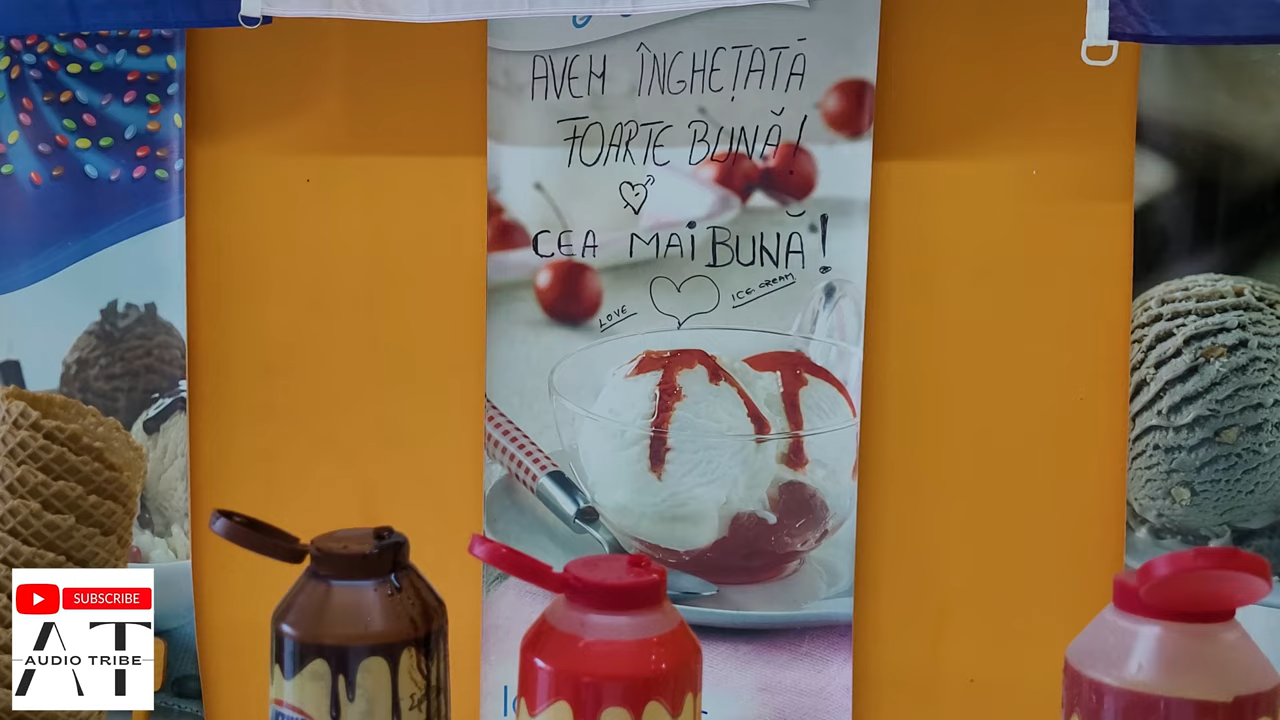 AVEM ÎNGHEȚATĂ
FOARTE BUNĂ!
CEA MAI BUNĂ!
LOVE
ICE CREAM
SUBSCRIBE
AT
AUDIO TRIBE